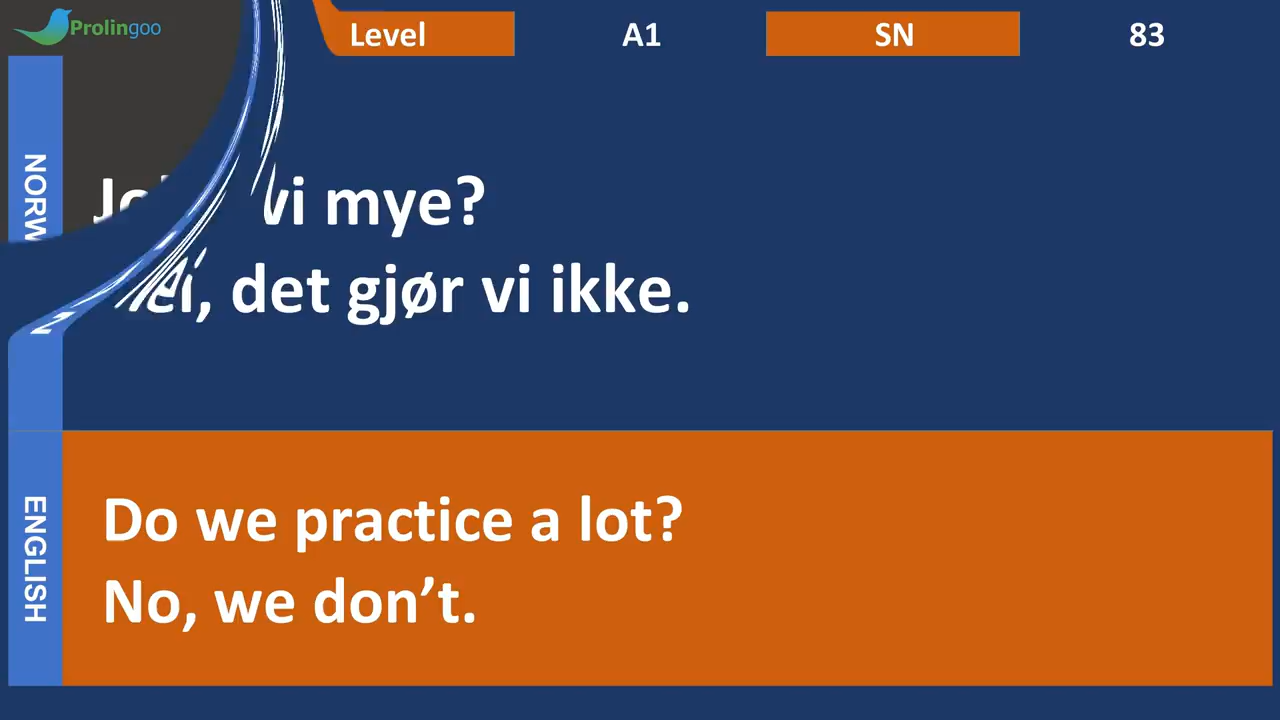 Prolingoo
Level A1 SN 83
vi mye?
det gjør vi ikke.
ENGLISH
Do we practice a lot?
No, we don’t.